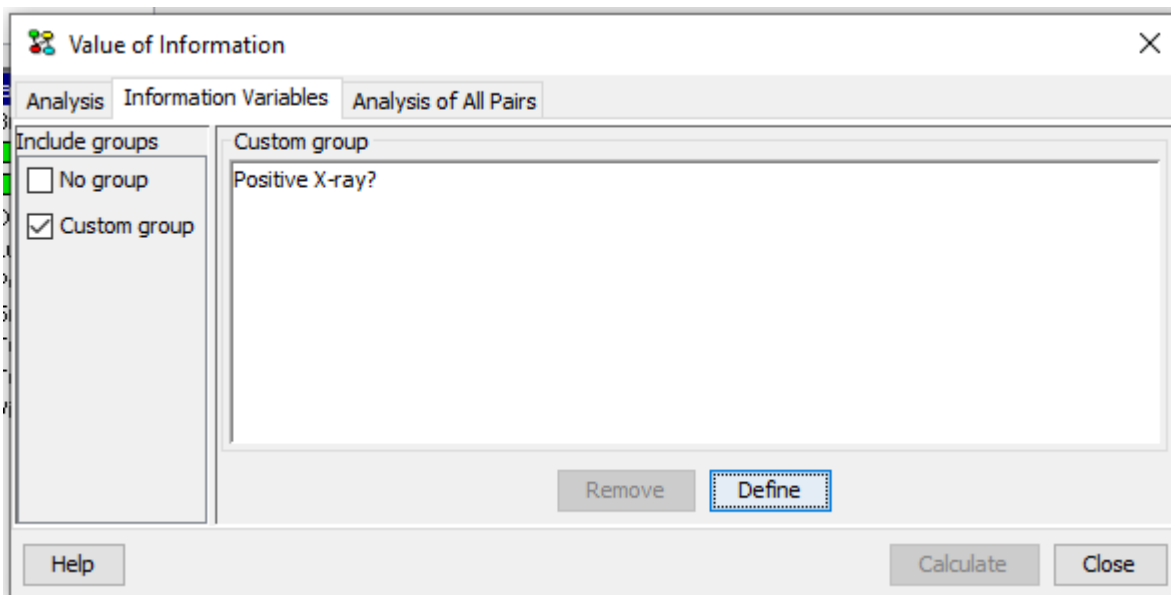 Value of Information
Analysis Information Variables Analysis of All Pairs
Include groups
No group
Custom group
Custom group
Positive X-ray?
Remove Define
Help Calculate Close